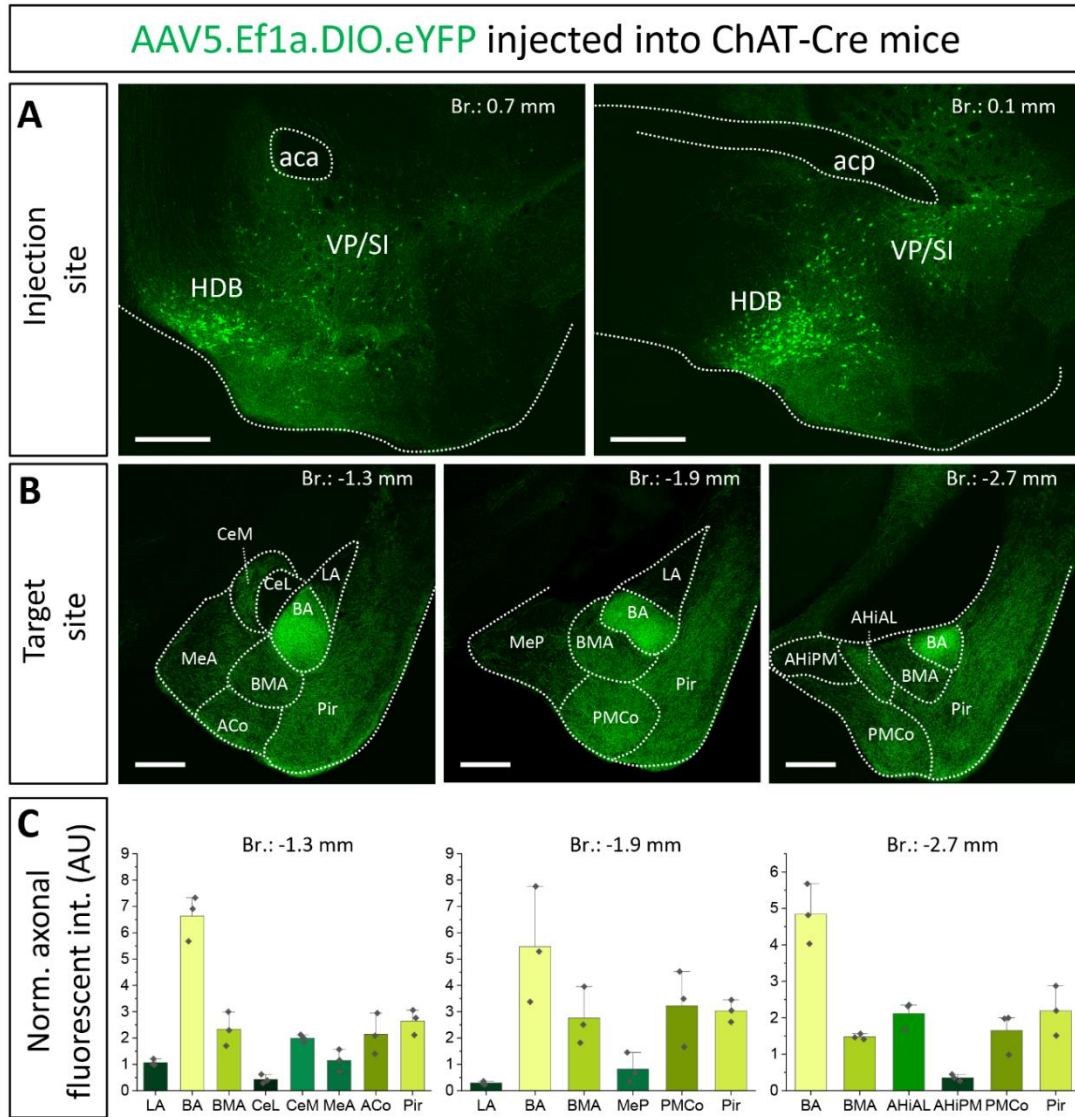 AAV5.Ef1a.DIO.eYFP injected into ChAT-Cre mice
A
Injection
site
Br.: 0.7 mm
aca
VP/SI
HDB
Br.: 0.1 mm
acp
VP/SI
HDB
B
Target
site
Br.: -1.3 mm
CeM
CeL
LA
BA
MeA
BMA
ACo
Pir
Br.: -1.9 mm
LA
BA
MeP
BMA
Pir
PMCo
Br.: -2.7 mm
AHiAL
BA
AHiPM
BMA
Pir
PMCo
C
Norm. axonal
fluorescent int. (AU)
Br.: -1.3 mm
9
8
7
6
5
4
3
2
1
0
LA BA BMA CeL CeM MeA ACo Pir
Br.: -1.9 mm
9
8
7
6
5
4
3
2
1
0
LA BA BMA MeP PMCo Pir
Br.: -2.7 mm
6
5
4
3
2
1
0
BA BMA AHiAL AHiPM PMCo Pir